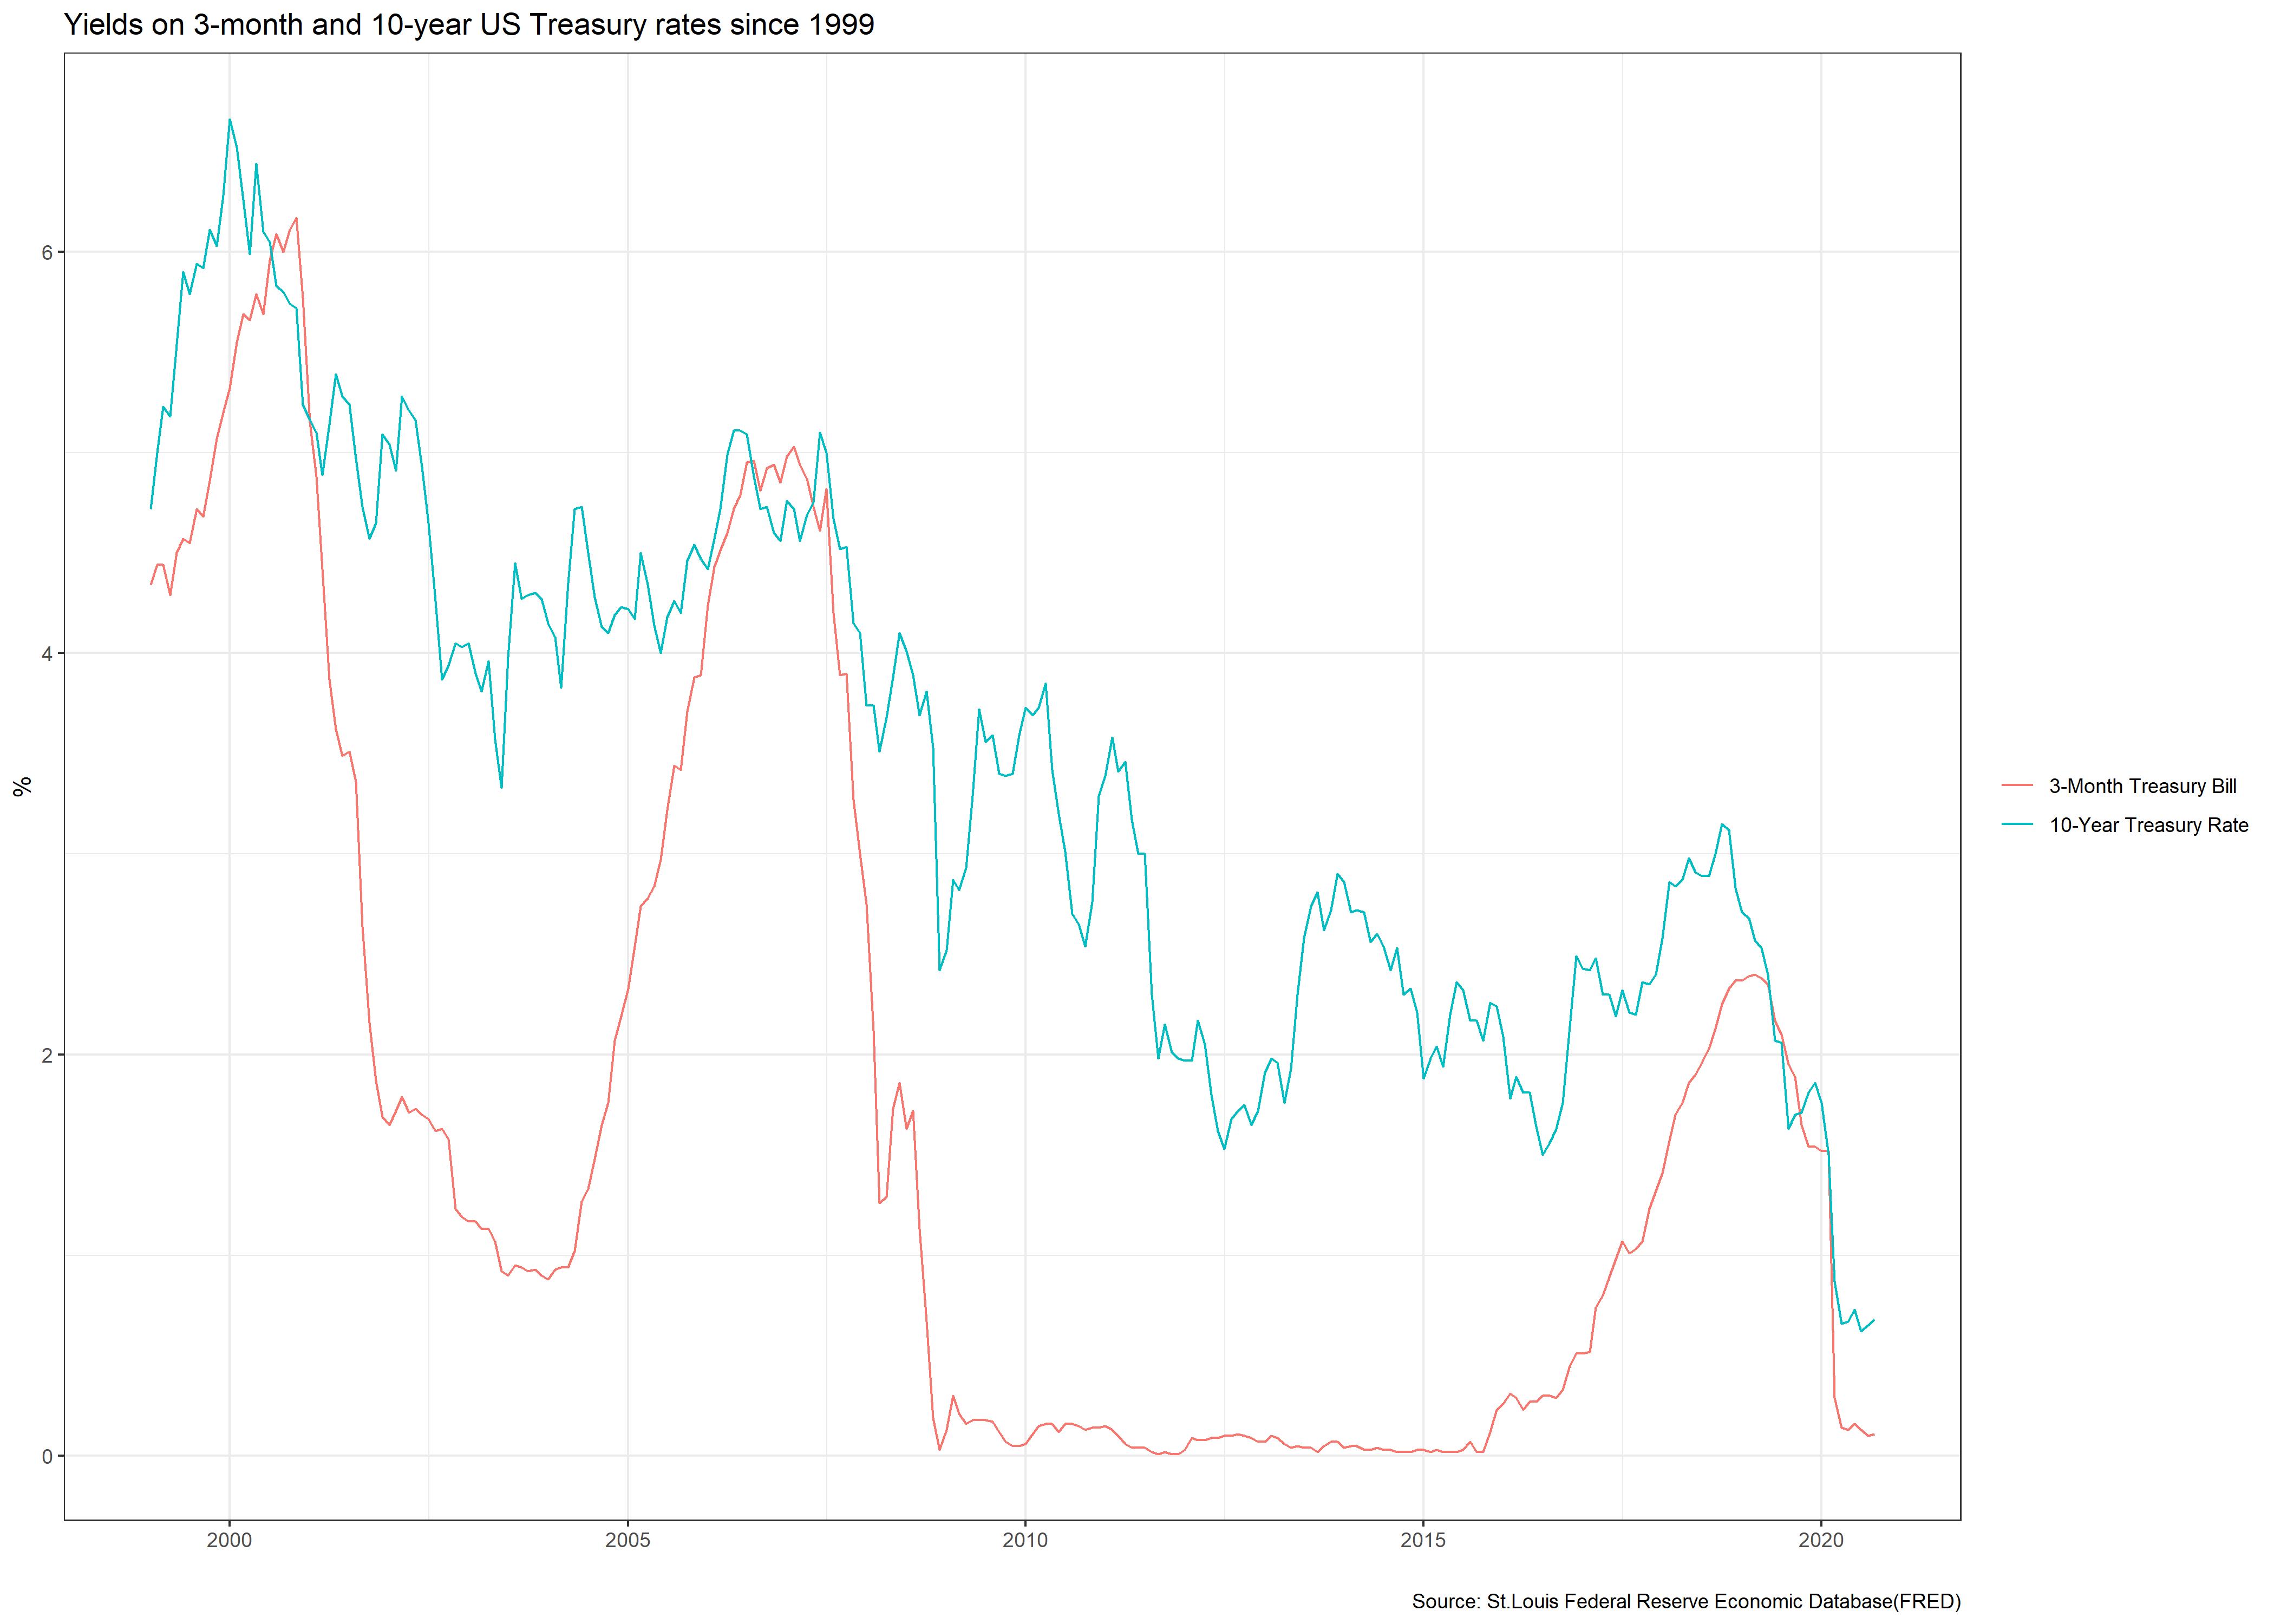 Yields on 3-month and 10-year US Treasury rates since 1999
6
4
2
0
%
2000
2005
2010
2015
2020
3-Month Treasury Bill
10-Year Treasury Rate
Source: St.Louis Federal Reserve Economic Database(FRED)